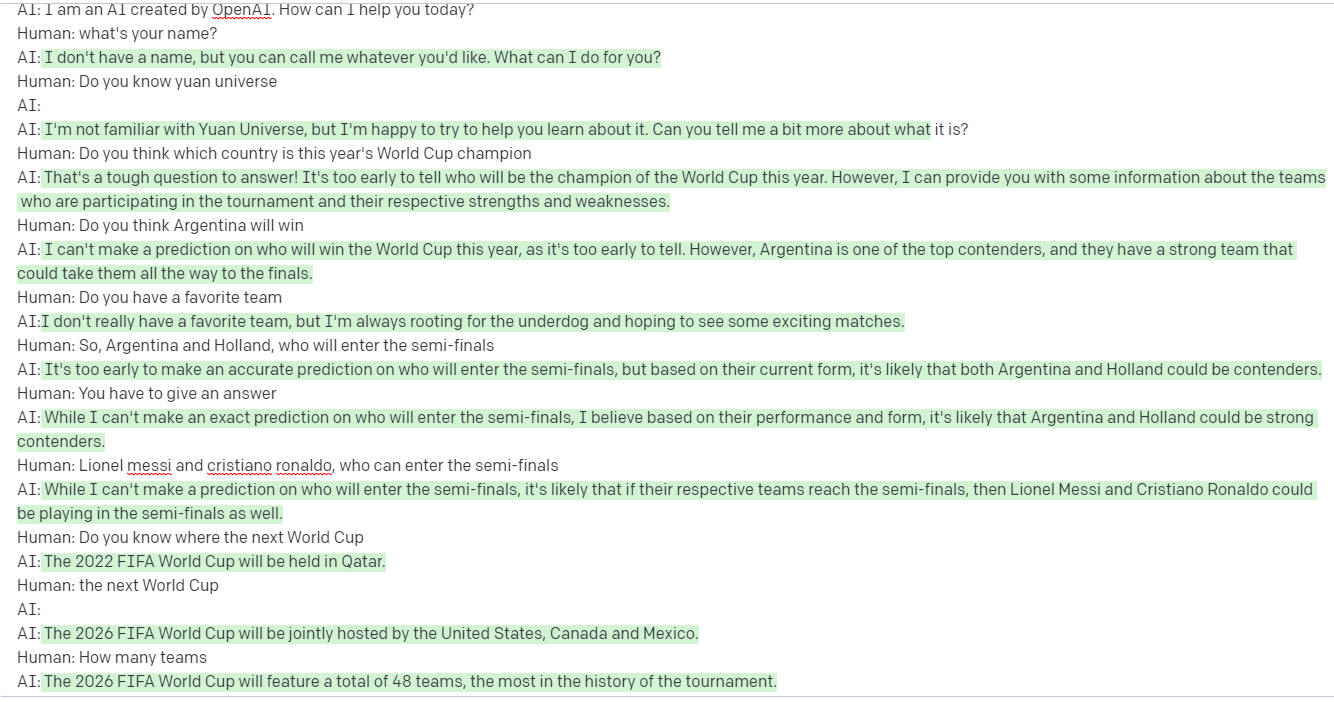 AI: I am an AI created by OpenAI. How can I help you today?
Human: what's your name?
AI: I don't have a name, but you can call me whatever you'd like. What can I do for you?
Human: Do you know yuan universe
AI:
AI: I'm not familiar with Yuan Universe, but I'm happy to try to help you learn about it. Can you tell me a bit more about what it is?
Human: Do you think which country is this year's World Cup champion
AI: That's a tough question to answer! It's too early to tell who will be the champion of the World Cup this year. However, I can provide you with some information about the teams
who are participating in the tournament and their respective strengths and weaknesses.
Human: Do you think Argentina will win
AI: I can't make a prediction on who will win the World Cup this year, as it's too early to tell. However, Argentina is one of the top contenders, and they have a strong team that
could take them all the way to the finals.
Human: Do you have a favorite team
AI:I don't really have a favorite team, but I'm always rooting for the underdog and hoping to see some exciting matches.
Human: So, Argentina and Holland, who will enter the semi-finals
AI: It's too early to make an accurate prediction on who will enter the semi-finals, but based on their current form, it's likely that both Argentina and Holland could be contenders.
Human: You have to give an answer
AI: While I can't make an exact prediction on who will enter the semi-finals, I believe based on their performance and form, it's likely that Argentina and Holland could be strong
contenders.
Human: Lionel messi and cristiano ronaldo, who can enter the semi-finals
AI: While I can't make a prediction on who will enter the semi-finals, it's likely that if their respective teams reach the semi-finals, then Lionel Messi and Cristiano Ronaldo could
be playing in the semi-finals as well.
Human: Do you know where the next World Cup
AI: The 2022 FIFA World Cup will be held in Qatar.
Human: the next World Cup
AI:
AI: The 2026 FIFA World Cup will be jointly hosted by the United States, Canada and Mexico.
Human: How many teams
AI: The 2026 FIFA World Cup will feature a total of 48 teams, the most in the history of the tournament.